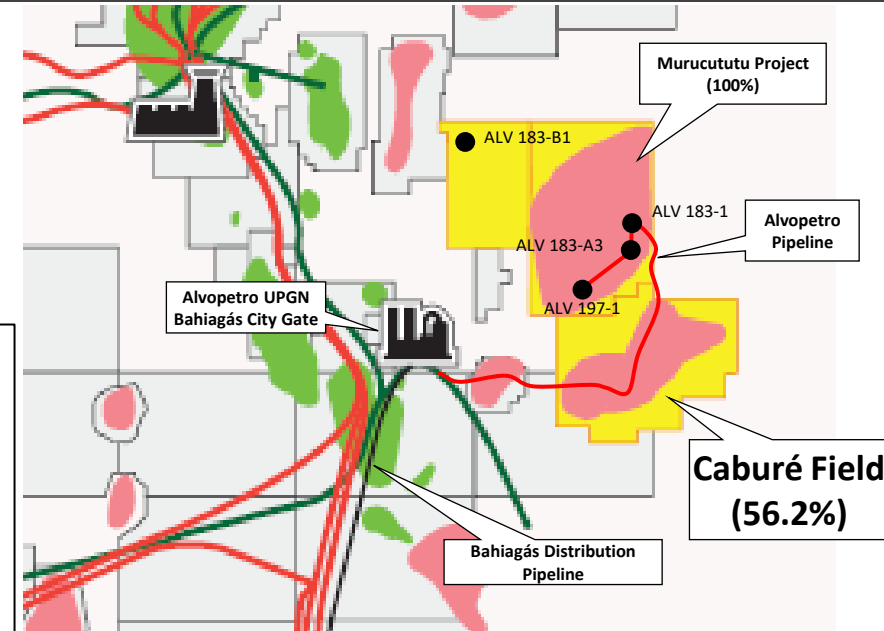 Murucututu Project
(100%)
ALV 183-B1
ALV 183-1
Alvopetro
Pipeline
ALV 183-A3
Alvopetro UPGN
Bahiagás City Gate
ALV 197-1
Caburé Field
(56.2%)
Bahiagás Distribution
Pipeline